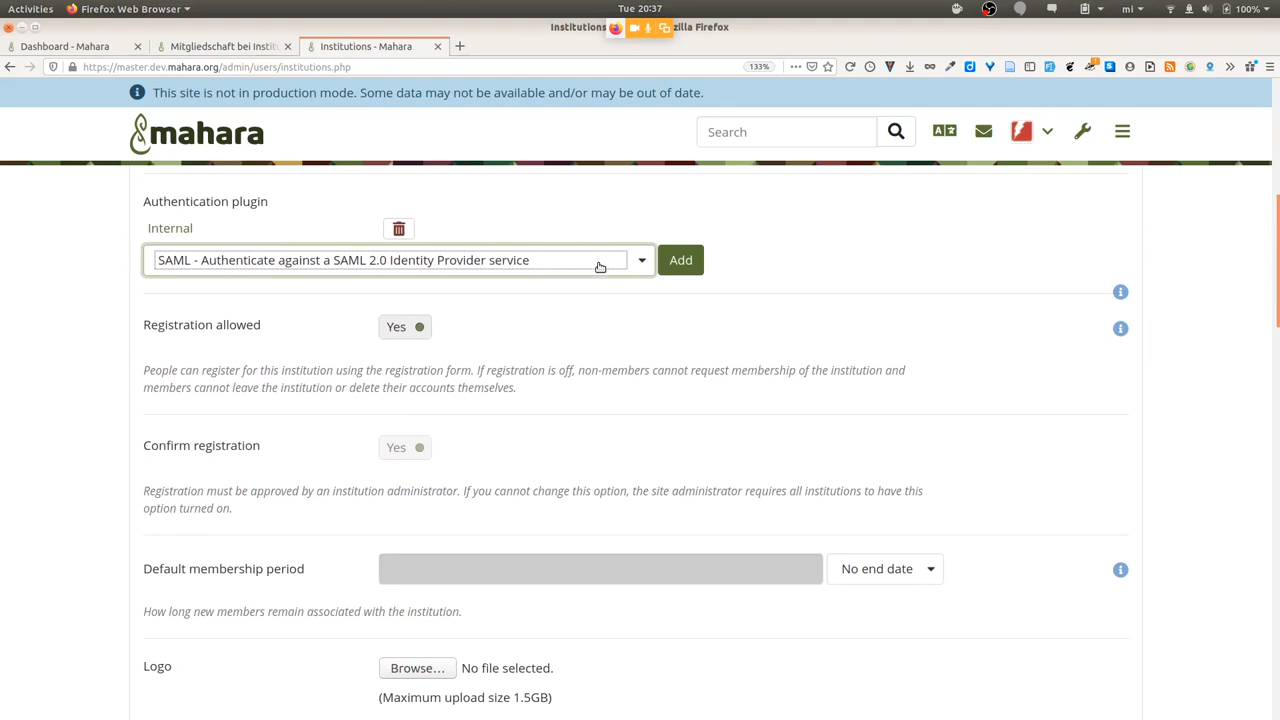 Activities Firefox Web Browser Tue 20:37 mi 100%
Institutions zilla Firefox
Dashboard - Mahara Mitgliedschaft bei Instit Institutions - Mahara
https://master.dev.mahara.org/admin/users/institutions.php 133%
This site is not in production mode. Some data may not be available and/or may be out of date.
mahara Search
Authentication plugin
Internal
SAML - Authenticate against a SAML 2.0 Identity Provider service Add
Registration allowed Yes
People can register for this institution using the registration form. If registration is off, non-members cannot request membership of the institution and
members cannot leave the institution or delete their accounts themselves.
Confirm registration Yes
Registration must be approved by an institution administrator. If you cannot change this option, the site administrator requires all institutions to have this
option turned on.
Default membership period No end date
How long new members remain associated with the institution.
Logo Browse… No file selected.
(Maximum upload size 1.5GB)